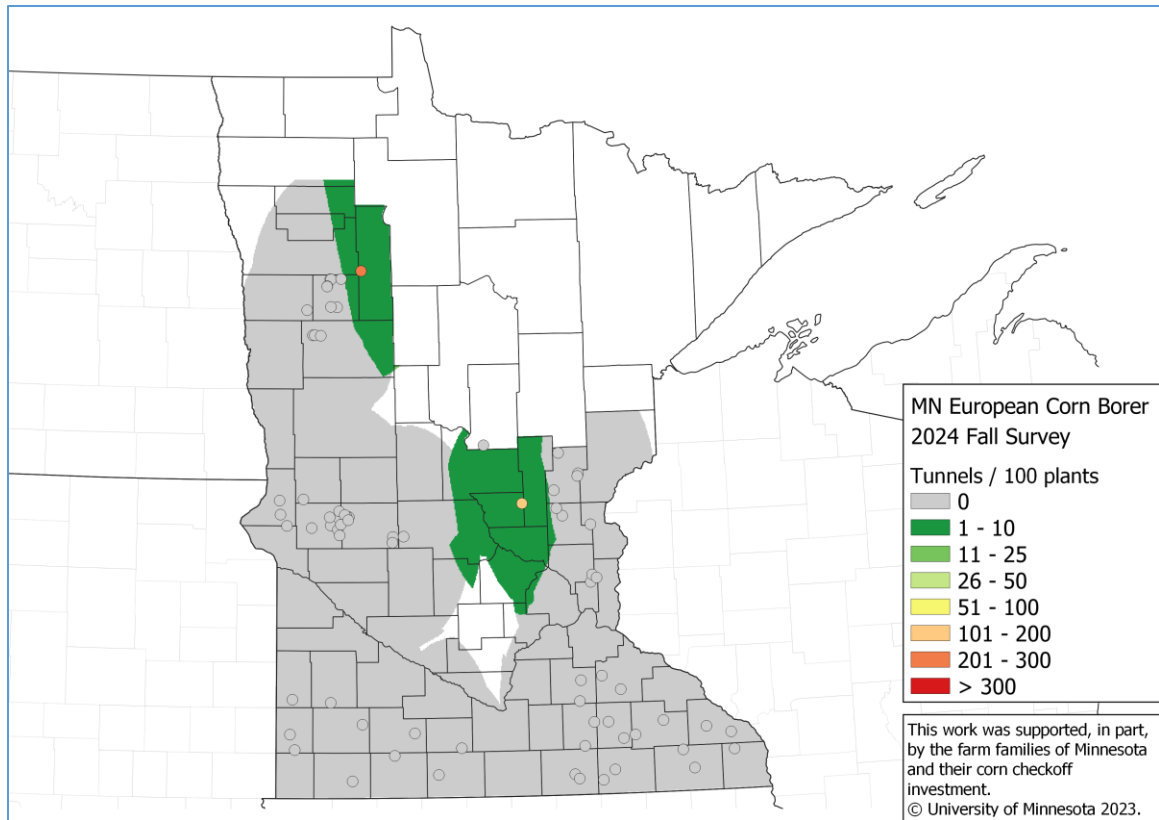 MN European Corn Borer
2024 Fall Survey
Tunnels / 100 plants
0
1 - 10
11 - 25
26 - 50
51 - 100
101 - 200
201 - 300
> 300
This work was supported, in part,
by the farm families of Minnesota
and their corn checkoff
investment.
© University of Minnesota 2023.